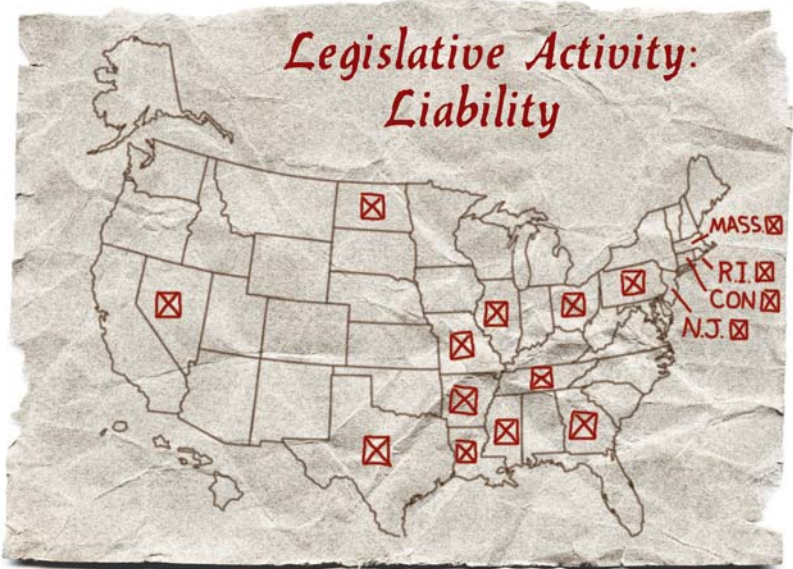 Legislative Activity:
Liability
MASS.
R.I.
CON
N.J.